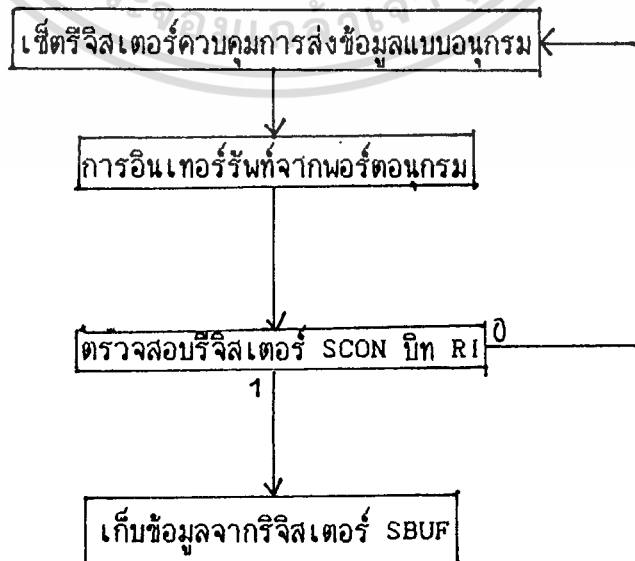 เซ็ตรีจิสเตอร์ควบคุมการส่งข้อมูลแบบอนุกรม
การอินเทอร์รัพท์จากพอร์ตอนุกรม
ตรวจสอบรีจิสเตอร์ SCON บิท RI
0
1
เก็บข้อมูลจากรีจิสเตอร์ SBUF